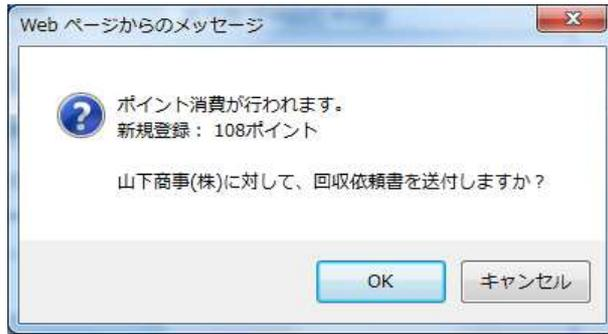 Web ページからのメッセージ
ポイント消費が行われます。
新規登録： 108ポイント
山下商事(株)に対して、回収依頼書を送付しますか？
OK
キャンセル